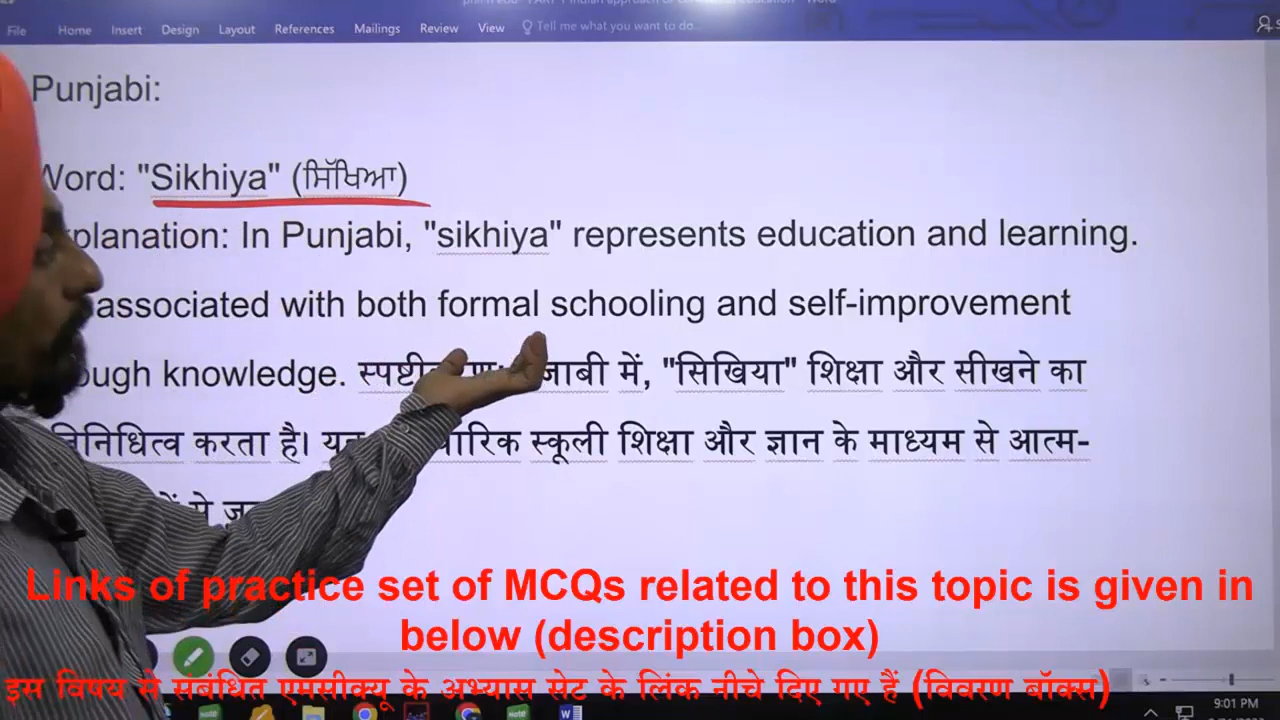 File Home Insert Design Layout References Mailings Review View Tell me what you want to do...
Punjabi:
Word: "Sikhiya" (ਸਿੱਖਿਆ)
planation: In Punjabi, "sikhiya" represents education and learning.
associated with both formal schooling and self-improvement
ough knowledge. जाबी में, "सिखिया" शिक्षा और सीखने का
करता है। स्कूली शिक्षा और ज्ञान के माध्यम से आत्म-
Links of practice set of MCQs related to this topic is given in
below (description box)
इस विषय से संबंधित एमसीक्यू के अभ्यास सेट के लिंक नीचे दिए गए हैं (विवरण बॉक्स)
9:01 PM